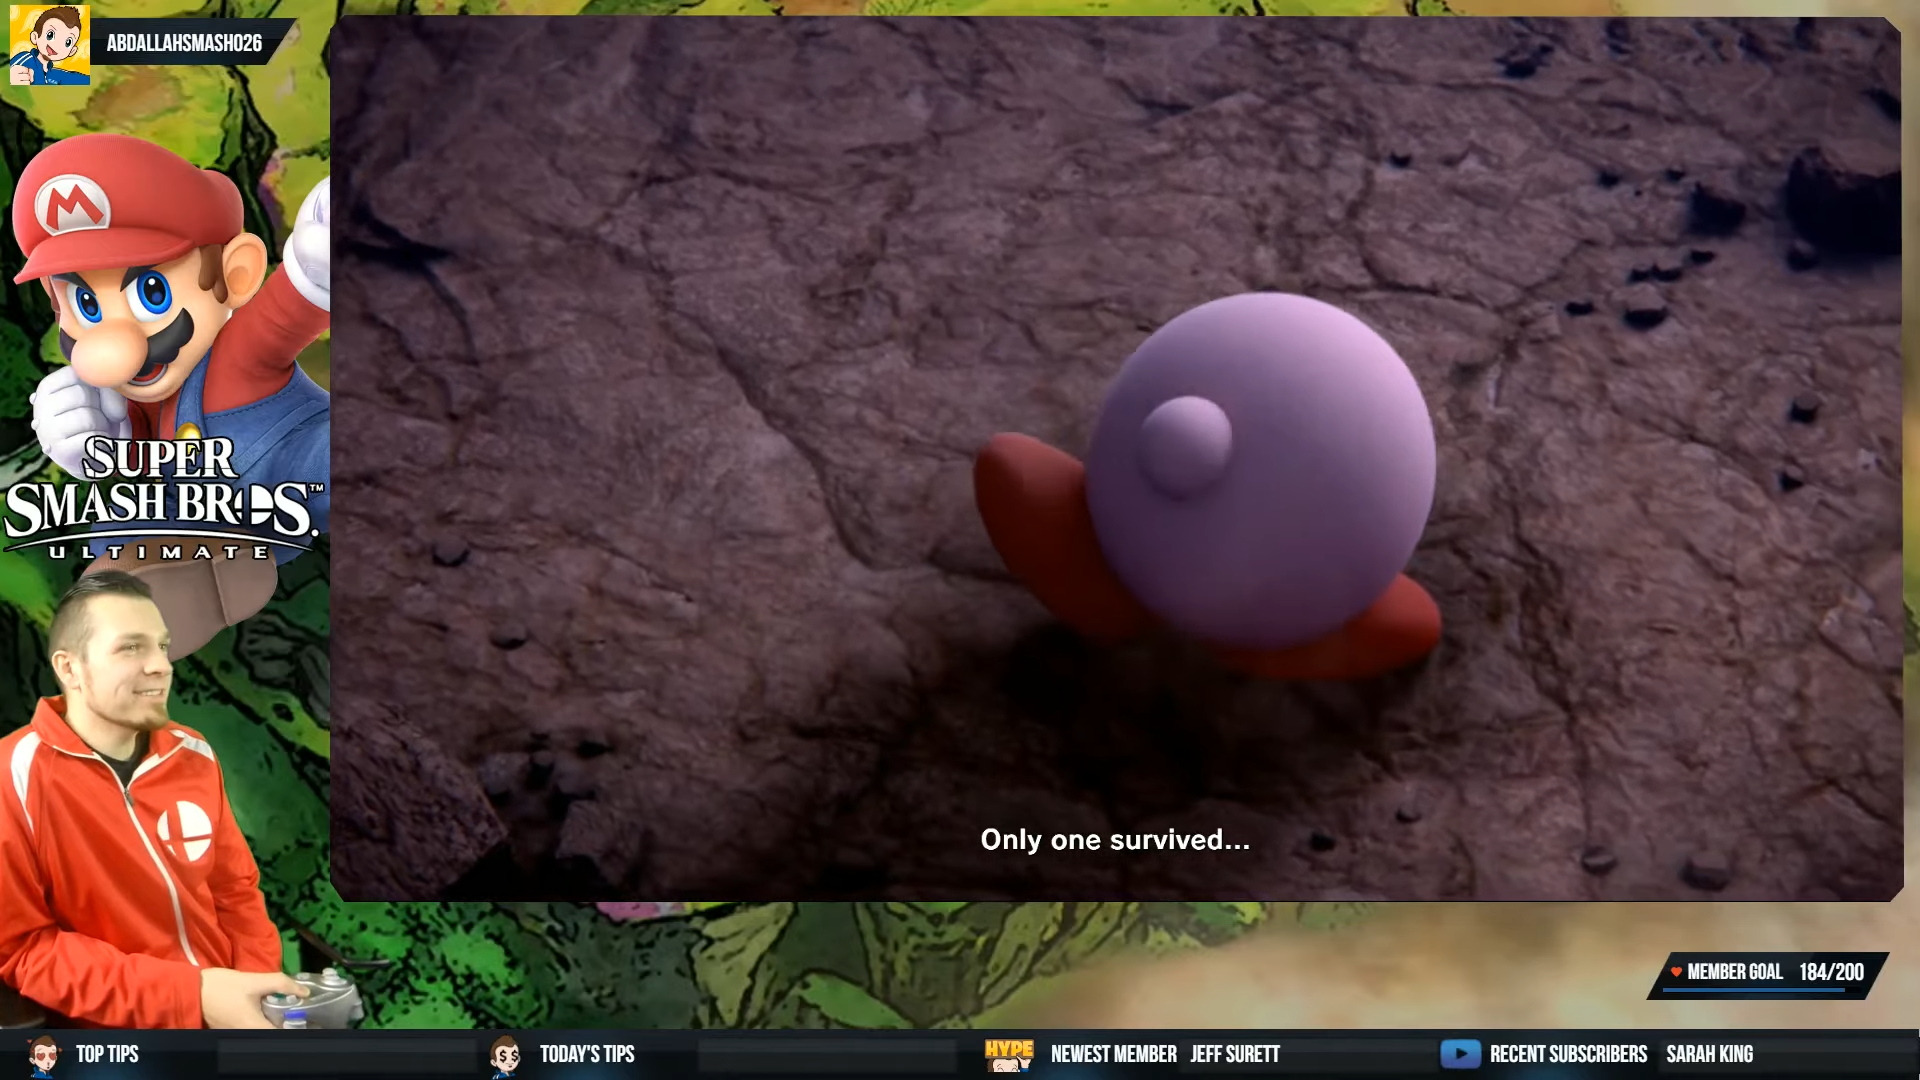 ABDALLAHSMASH026
M
SUPER
SMASH BROS.™
ULTIMATE
Only one survived...
MEMBER GOAL 184/200
TOP TIPS
TODAY'S TIPS
HYPE
NEWEST MEMBER JEFF SURETT
RECENT SUBSCRIBERS SARAH KING